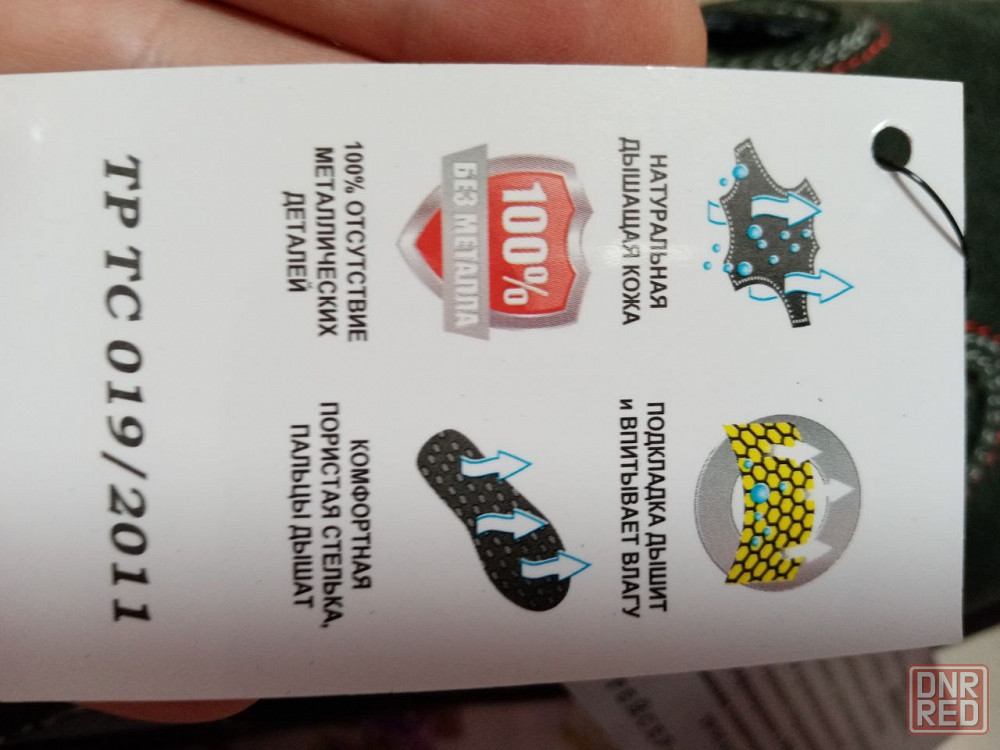 НАТУРАЛЬНАЯ
ДЫШАЩАЯ КОЖА
ПОДКЛАДКА ДЫШИТ
и ВПИТЫВАЕТ ВЛАГУ
100%
БЕЗ МЕТАЛЛА
100% ОТСУТСТВИЕ
МЕТАЛЛИЧЕСКИХ
ДЕТАЛЕЙ
КОМФОРТНАЯ
ПОРИСТАЯ СТЕЛЬКА,
ПАЛЬЦЫ ДЫШАТ
ТР ТС 019/2011
DNR
RED